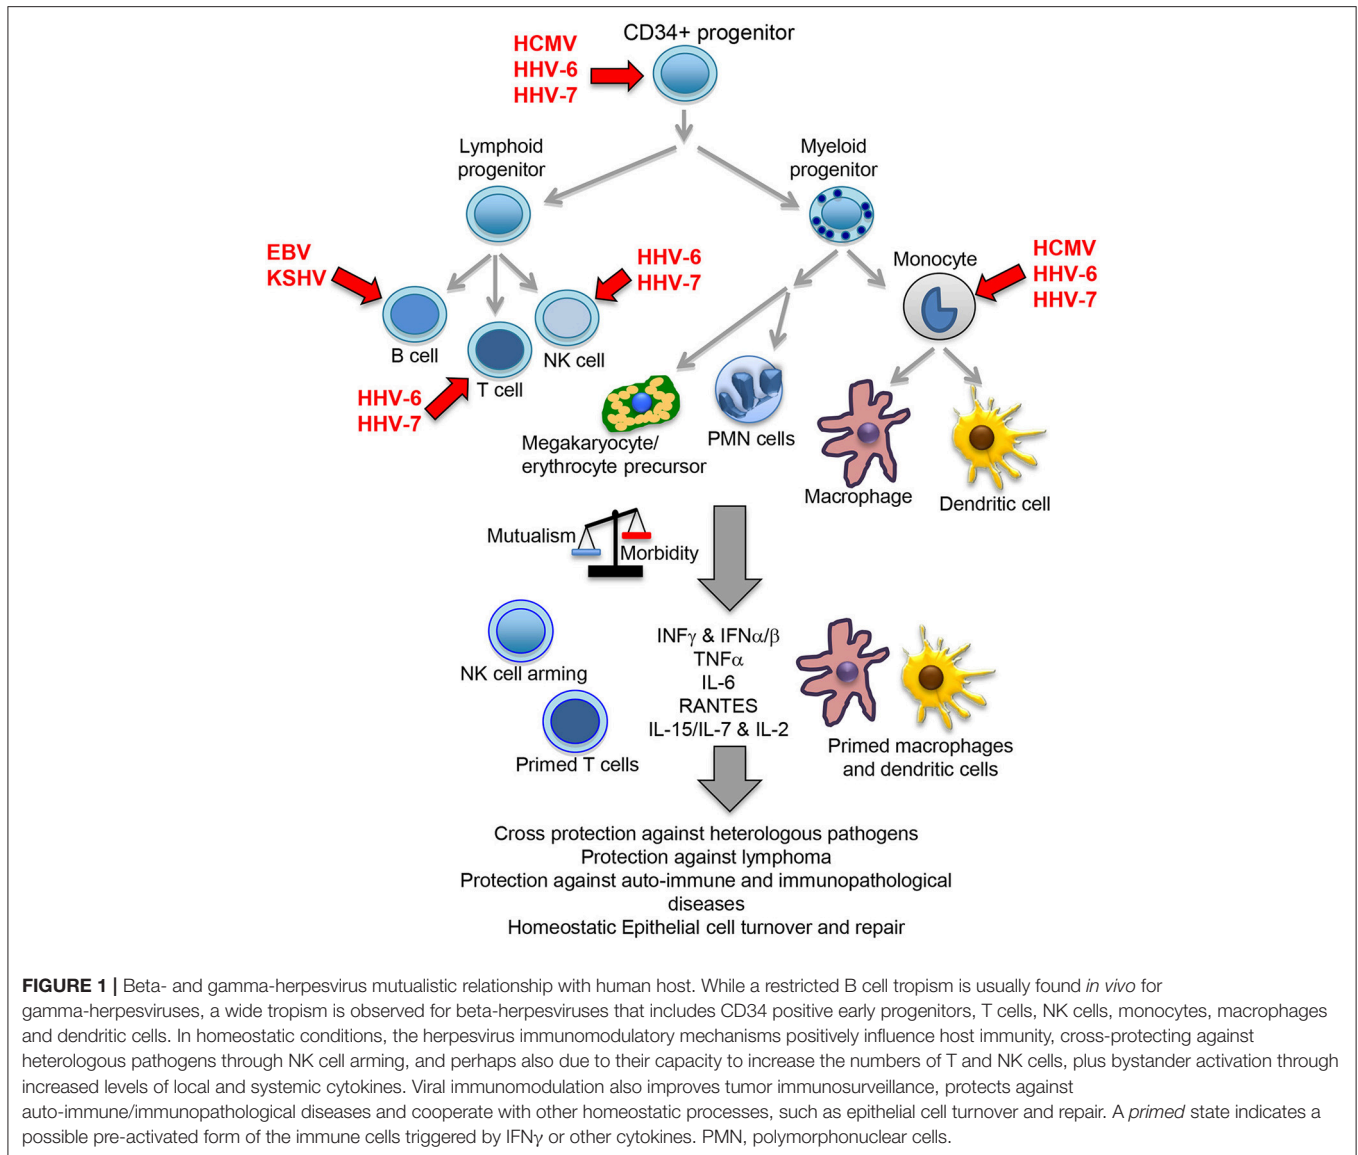 CD34+ progenitor
HCMV
HHV-6
HHV-7
Lymphoid
progenitor
Myeloid
progenitor
EBV
KSHV
HHV-6
HHV-7
Monocyte
HCMV
HHV-6
HHV-7
B cell
NK cell
T cell
HHV-6
HHV-7
Megakaryocyte/
erythrocyte precursor
PMN cells
Macrophage
Dendritic cell
Mutualism
Morbidity
NK cell arming
Primed T cells
INFγ & IFNα/β
TNFα
IL-6
RANTES
IL-15/IL-7 & IL-2
Primed macrophages
and dendritic cells
Cross protection against heterologous pathogens
Protection against lymphoma
Protection against auto-immune and immunopathological
diseases
Homeostatic Epithelial cell turnover and repair
FIGURE 1 | Beta- and gamma-herpesvirus mutualistic relationship with human host. While a restricted B cell tropism is usually found in vivo for
gamma-herpesviruses, a wide tropism is observed for beta-herpesviruses that includes CD34 positive early progenitors, T cells, NK cells, monocytes, macrophages
and dendritic cells. In homeostatic conditions, the herpesvirus immunomodulatory mechanisms positively influence host immunity, cross-protecting against
heterologous pathogens through NK cell arming, and perhaps also due to their capacity to increase the numbers of T and NK cells, plus bystander activation through
increased levels of local and systemic cytokines. Viral immunomodulation also improves tumor immunosurveillance, protects against
auto-immune/immunopathological diseases and cooperate with other homeostatic processes, such as epithelial cell turnover and repair. A primed state indicates a
possible pre-activated form of the immune cells triggered by IFNγ or other cytokines. PMN, polymorphonuclear cells.